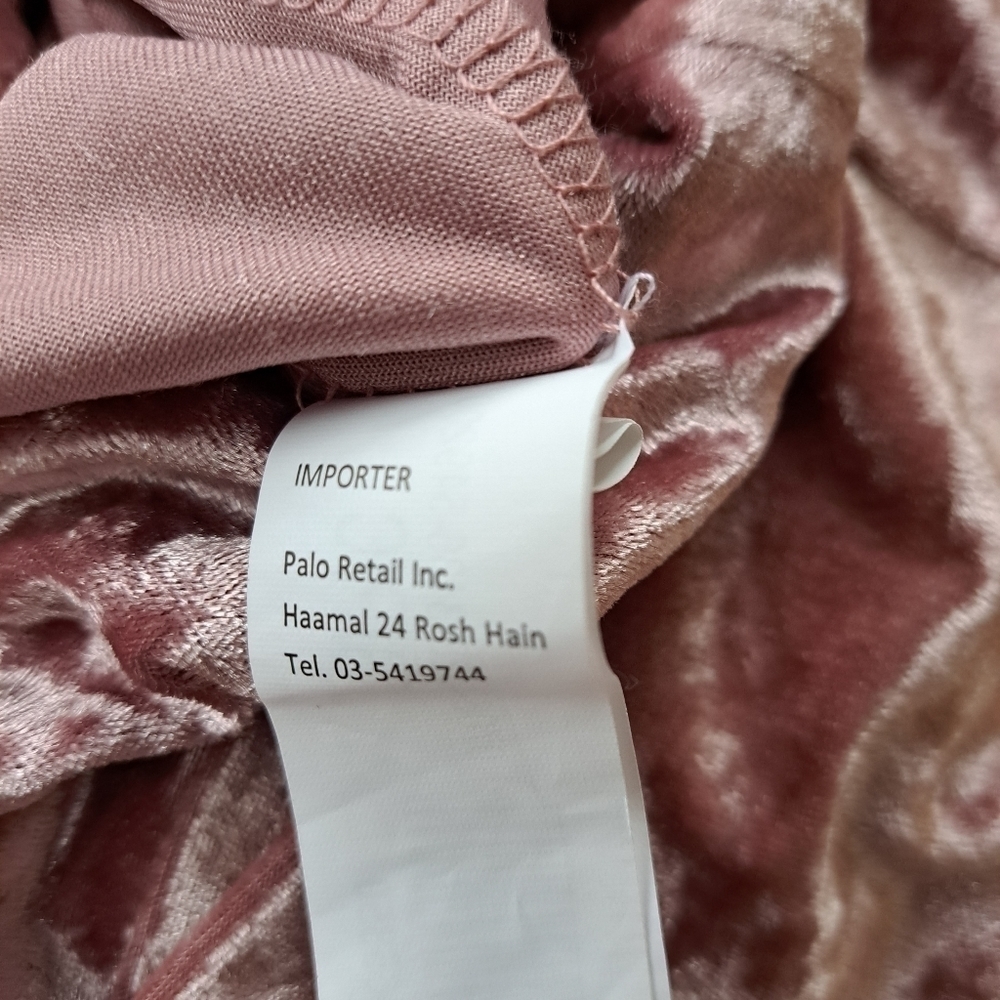 IMPORTER
Palo Retail Inc.
Haamal 24 Rosh Hain
Tel. 03-5419744